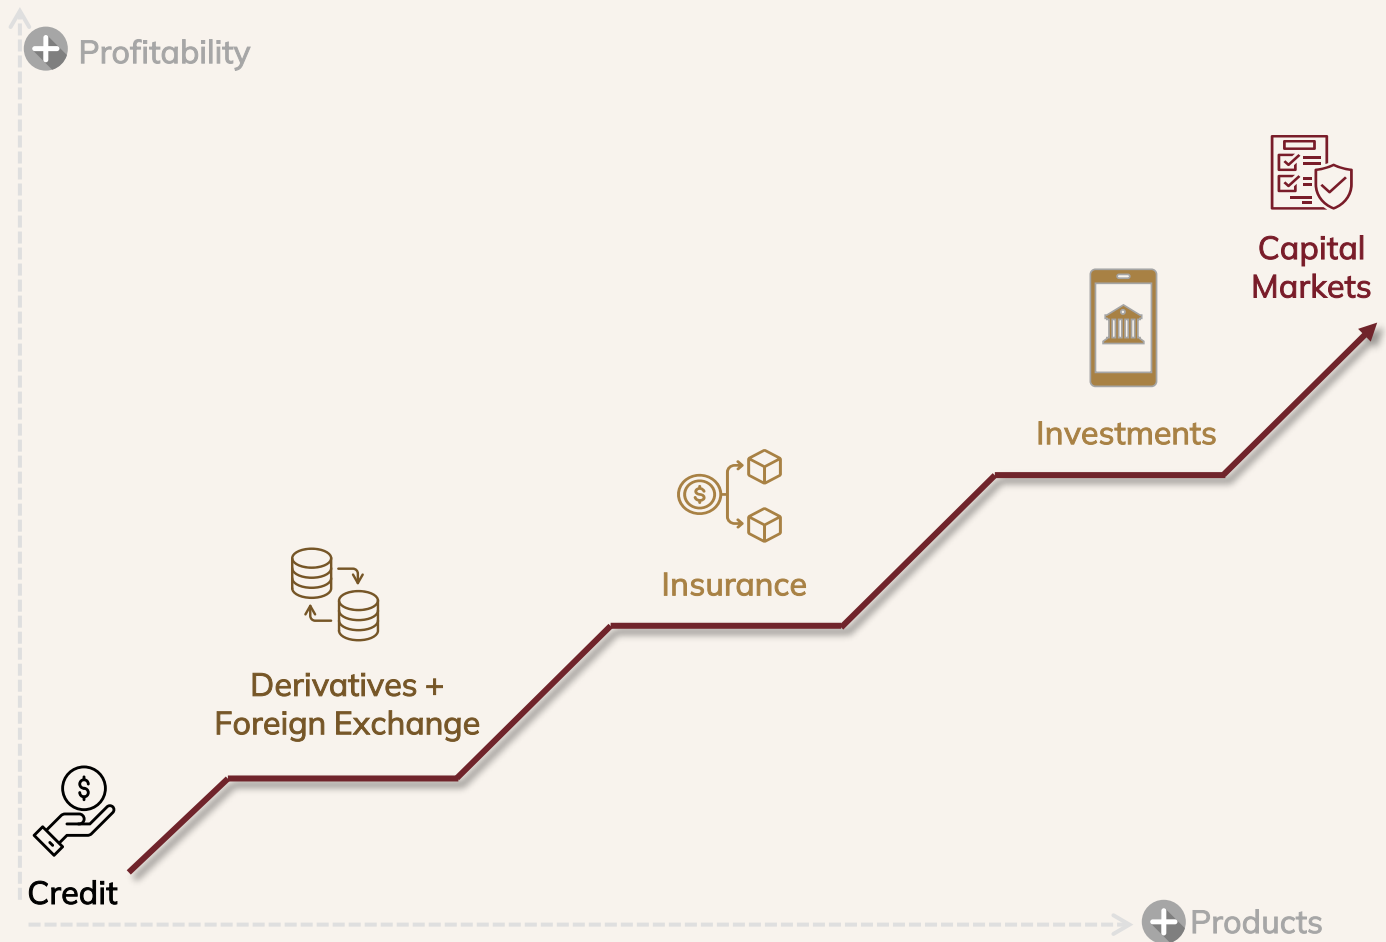 Profitability
Capital
Markets
Investments
Insurance
Derivatives +
Foreign Exchange
Credit
Products